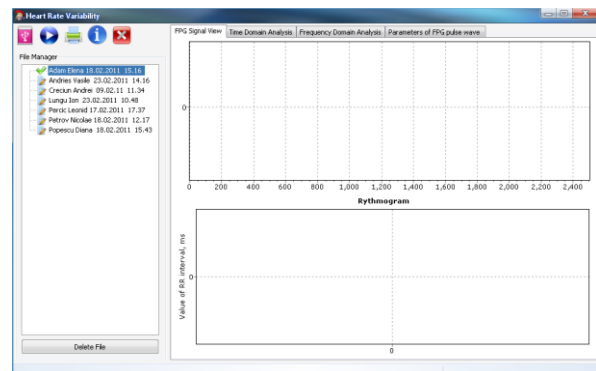 Heart Rate Variability
FPG Signal View Time Domain Analysis Frequency Domain Analysis Parameters of FPG pulse wave
File Manager
Adam Elena 18.02.2011 15.16
Andries Vasile 23.02.2011 14.16
Creciun Andrei 09.02.11 11.34
Lungu Ion 23.02.2011 10.48
Percic Leonid 17.02.2011 17.37
Petrov Nicolae 18.02.2011 12.17
Popescu Diana 18.02.2011 15.43
0
0 200 400 600 800 1,000 1,200 1,400 1,600 1,800 2,000 2,200 2,400
Rythmogram
Value of RR interval, ms
0
0
Delete File